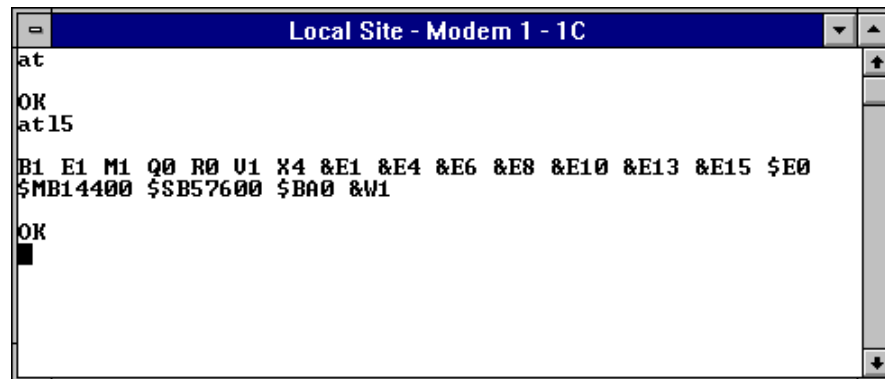 Local Site - Modem 1 - 1C
at
OK
atl5
B1 E1 M1 Q0 R0 V1 X4 &E1 &E4 &E6 &E8 &E10 &E13 &E15 $E0
$MB14400 $SB57600 $BA0 &W1
OK